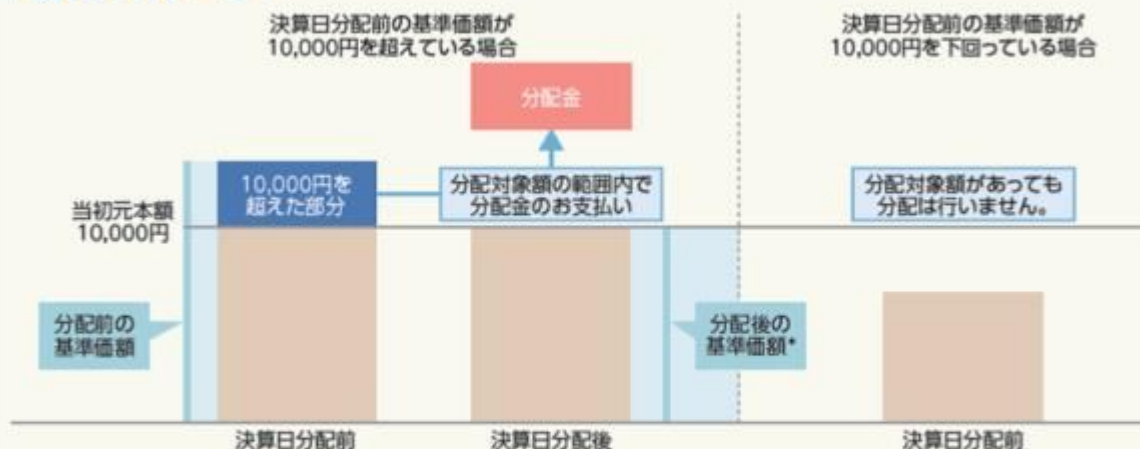 決算日分配前の基準価額が
10,000円を超えている場合
決算日分配前の基準価額が
10,000円を下回っている場合
分配金
10,000円を
超えた部分
分配対象額の範囲内で
分配金のお支払い
分配対象額があっても
分配は行いません。
当初元本額
10,000円
分配前の
基準価額
分配後の
基準価額*
決算日分配前
決算日分配後
決算日分配前